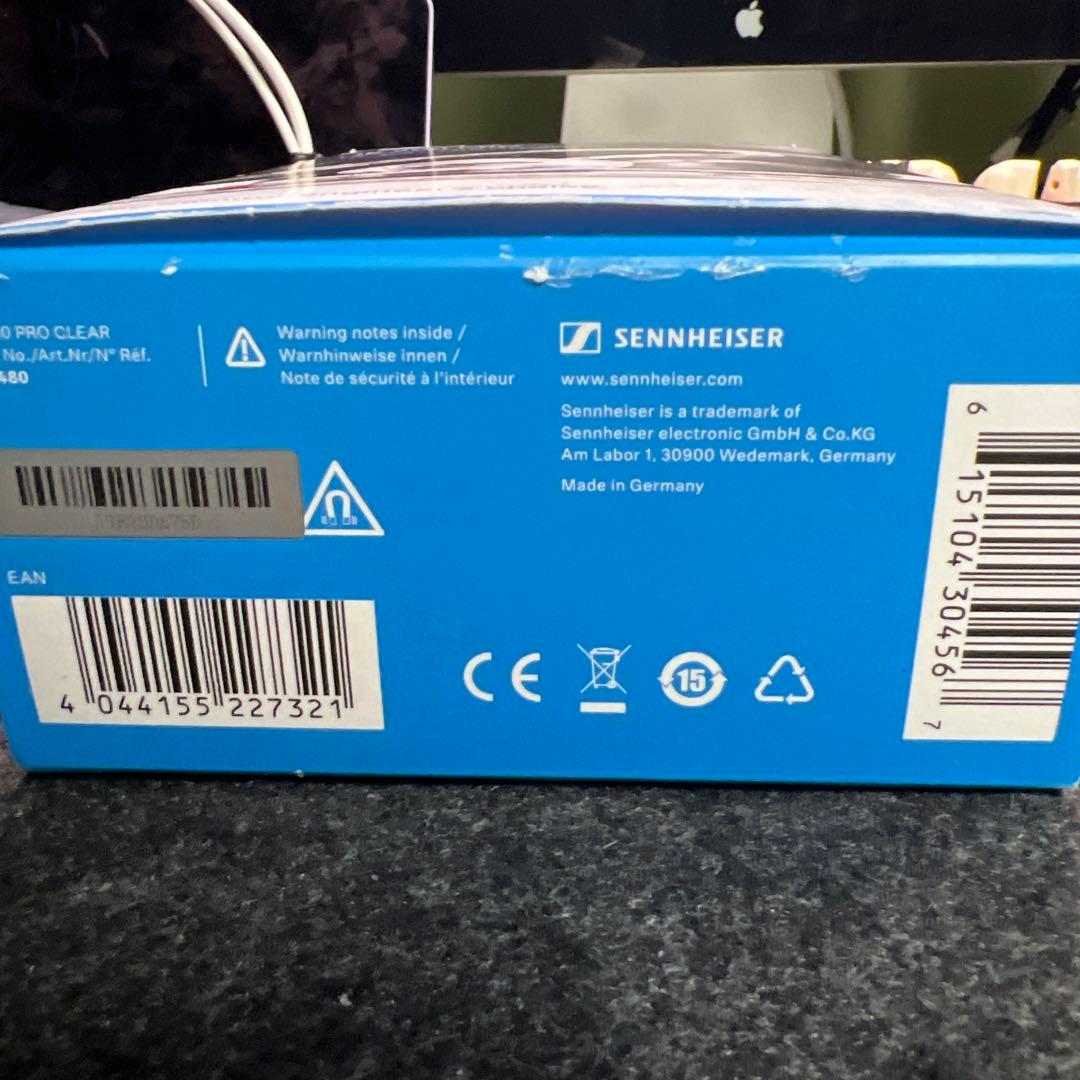 0 PRO CLEAR
No./Art.Nr/N° Réf.
480
Warning notes inside /
Warnhinweise innen /
Note de sécurité à l'intérieur
SENNHEISER
www.sennheiser.com
Sennheiser is a trademark of
Sennheiser electronic GmbH & Co.KG
Am Labor 1, 30900 Wedemark, Germany
Made in Germany
EAN
4 044155 227321
CE
15
6 15104 30456 7